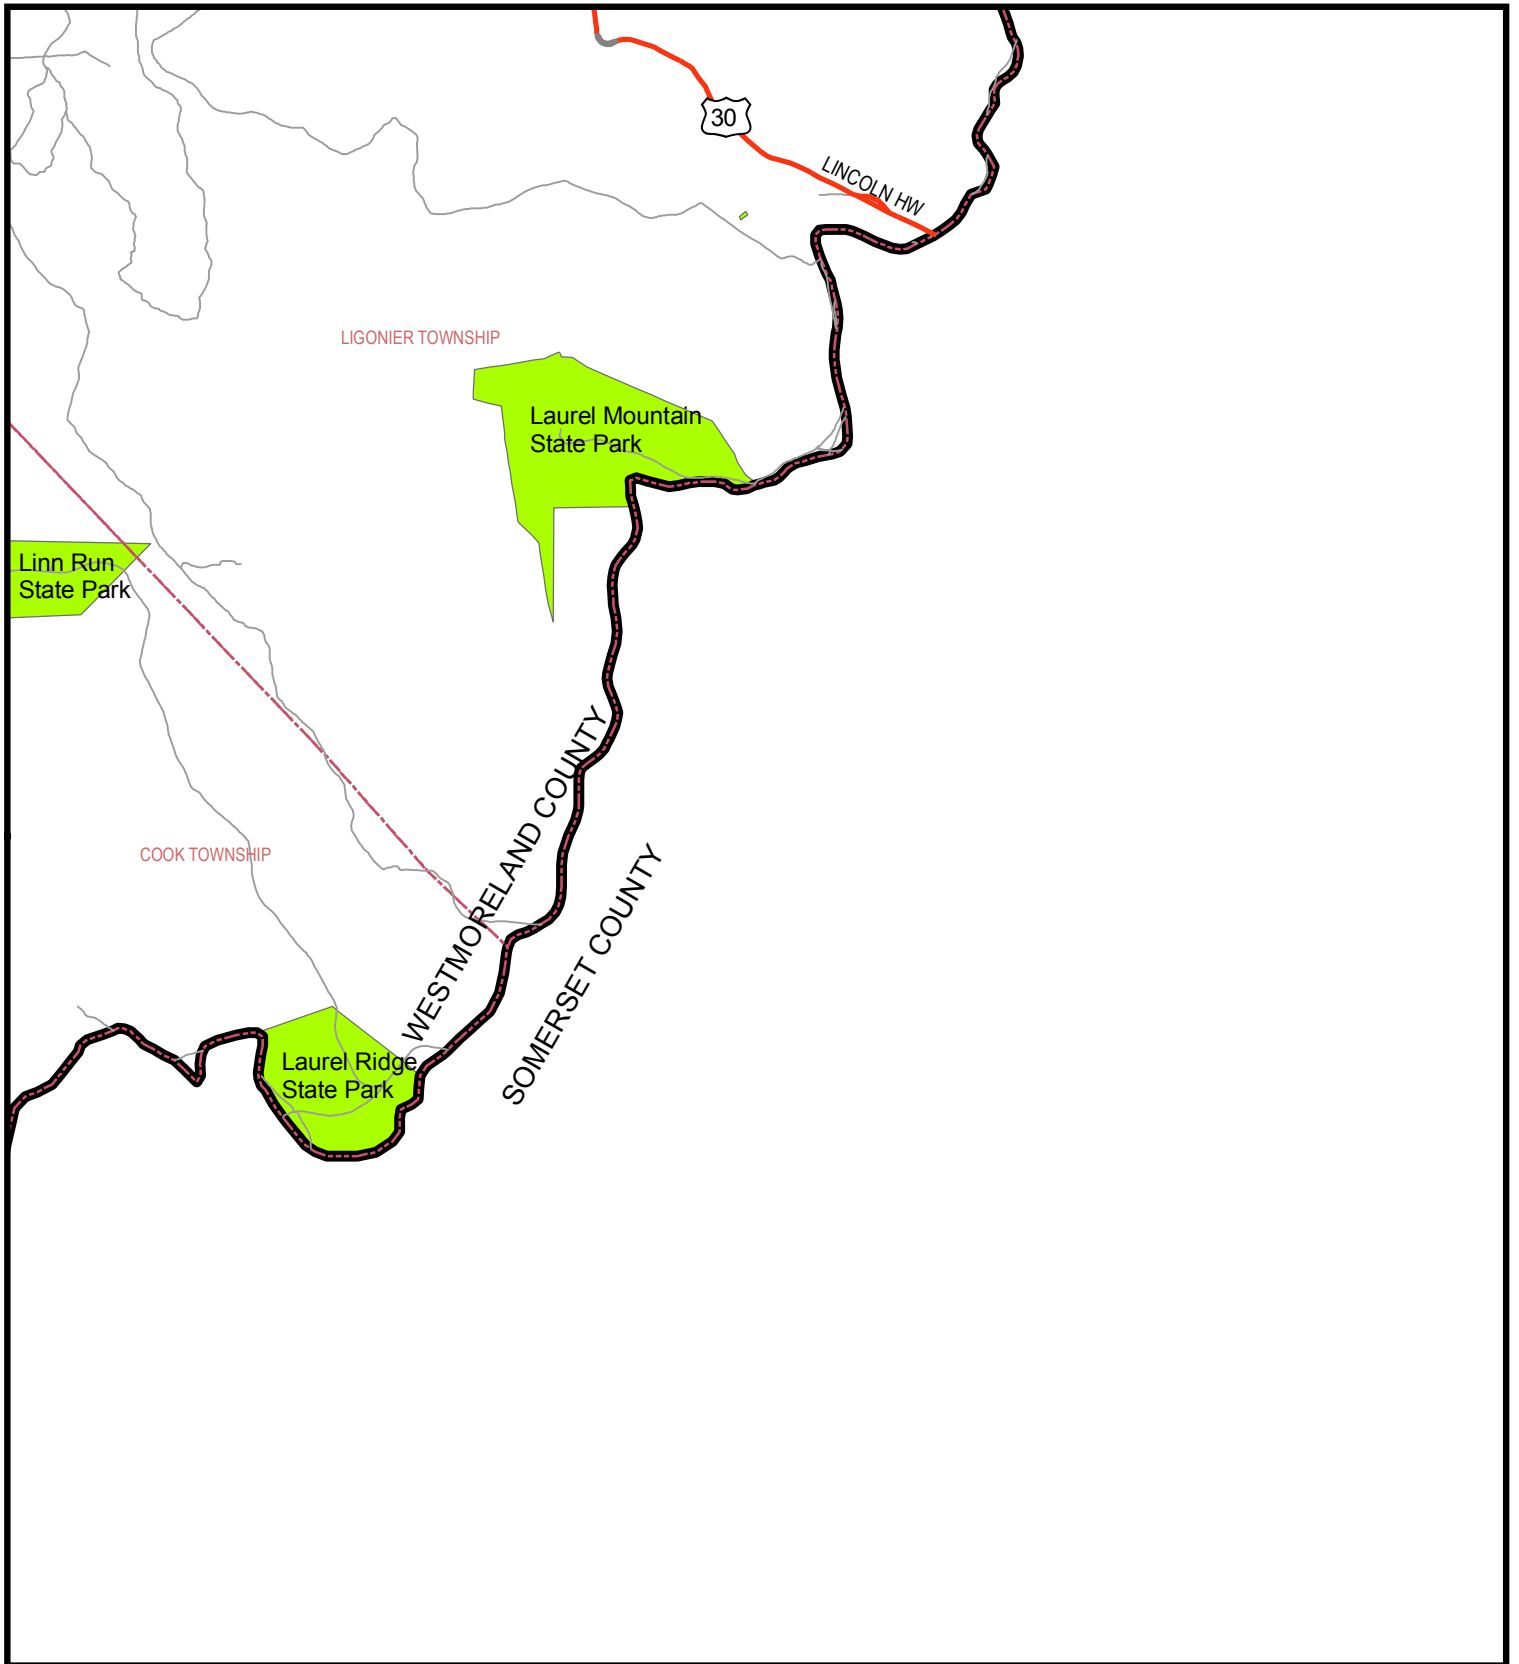 30
LINCOLN HW
LIGONIER TOWNSHIP
Laurel Mountain
State Park
Linn Run
State Park
WESTMORELAND COUNTY
COOK TOWNSHIP
SOMERSET COUNTY
Laurel Ridge
State Park